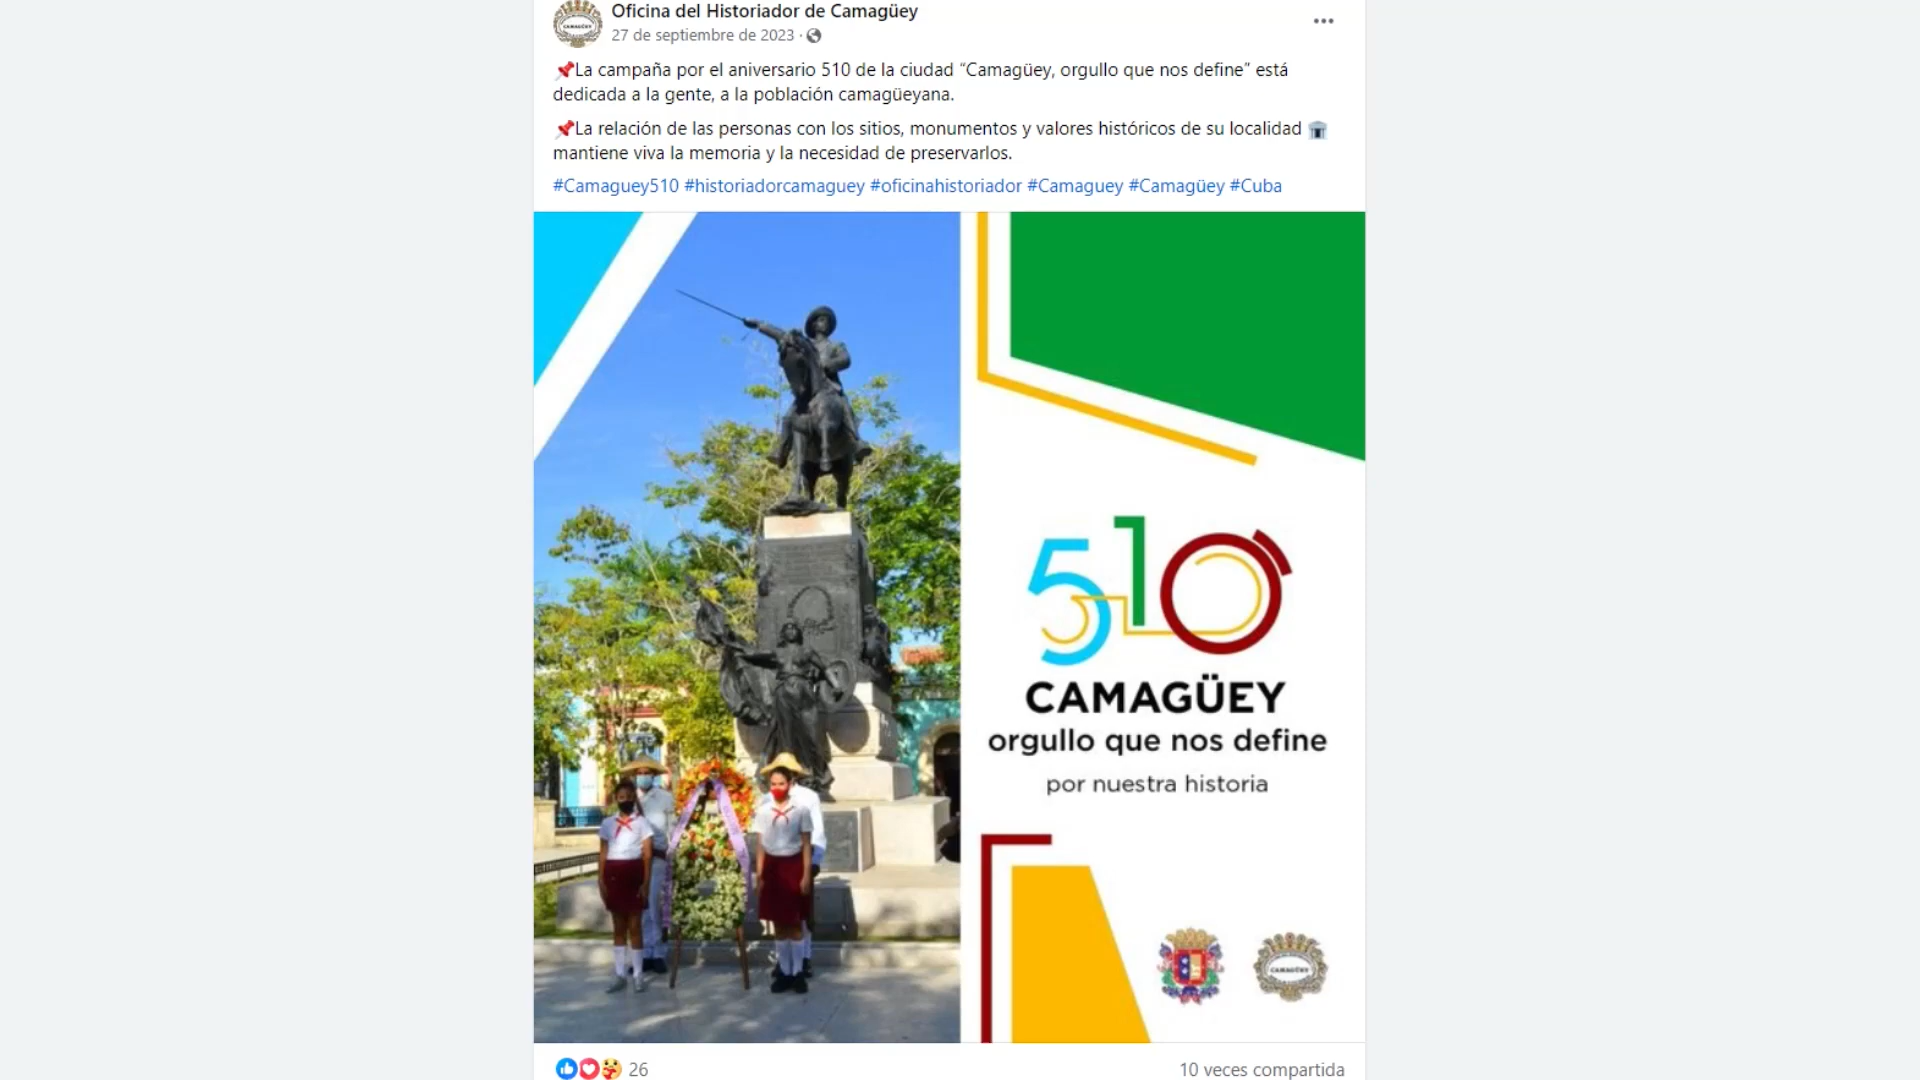 Oficina del Historiador de Camagüey
27 de septiembre de 2023 ·
📌La campaña por el aniversario 510 de la ciudad “Camagüey, orgullo que nos define” está
dedicada a la gente, a la población camagüeyana.
📌La relación de las personas con los sitios, monumentos y valores históricos de su localidad 🏛
mantiene viva la memoria y la necesidad de preservarlos.
#Camaguey510 #historiadorcamaguey #oficinahistoriador #Camaguey #Camagüey #Cuba
510
CAMAGÜEY
orgullo que nos define
por nuestra historia
CAMAGÜEY
26
10 veces compartida